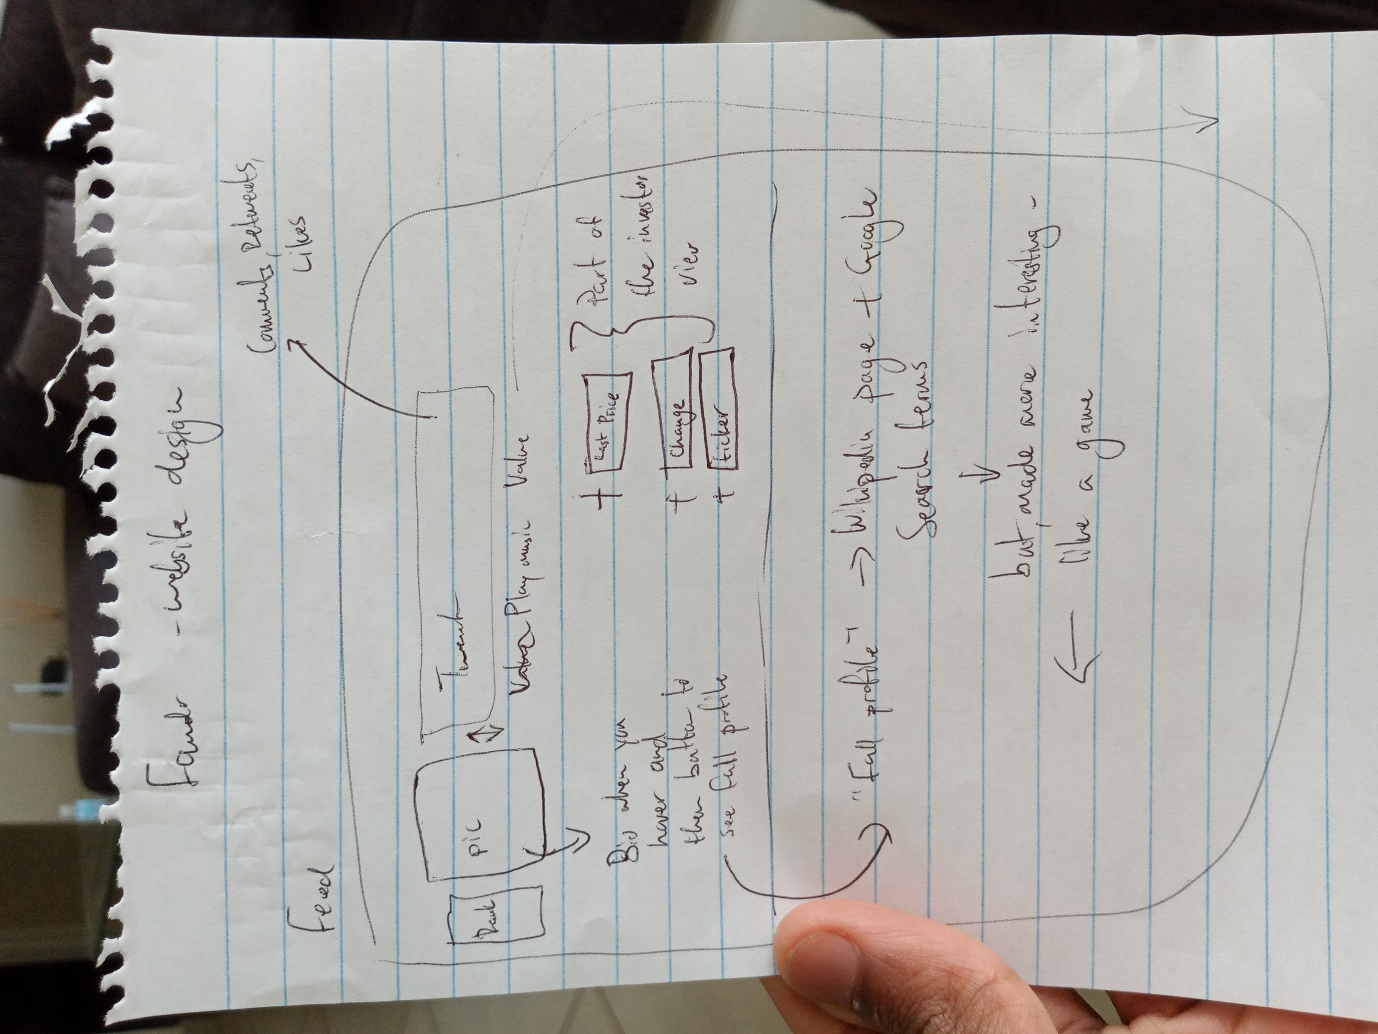 - website design
Feed
Comments, Retweets,
Likes
Rank
pic
Tweet
Play music Value
Bio when you
hover and
then button to
see full profile
+ Last Price
+ Change
+ ticker
Part of
the investor
view
"Full profile" → Wikipedia page + Google
Search terms
but made more interesting -
like a game